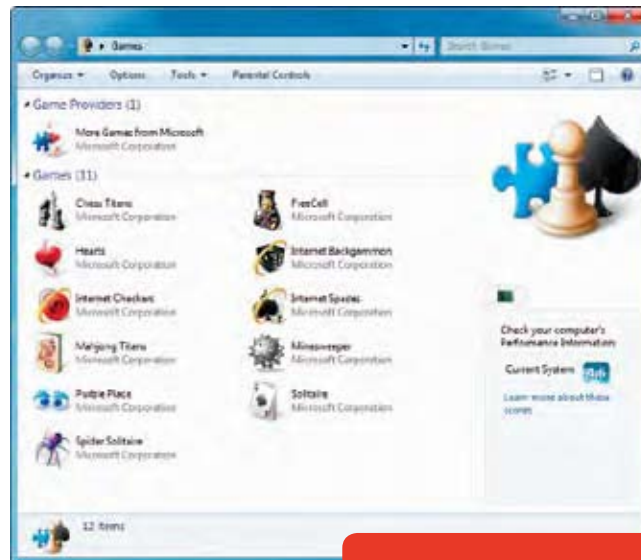 Games
Search Games
Organize
Options
Tools
Parental Controls
Game Providers (1)
More Games from Microsoft
Microsoft Corporation
Games (11)
Chess Titans
Microsoft Corporation
FreeCell
Microsoft Corporation
Hearts
Microsoft Corporation
Internet Backgammon
Microsoft Corporation
Internet Checkers
Microsoft Corporation
Internet Spades
Microsoft Corporation
Mahjong Titans
Microsoft Corporation
Minesweeper
Microsoft Corporation
Purble Place
Microsoft Corporation
Solitaire
Microsoft Corporation
Spider Solitaire
Microsoft Corporation
Check your computer's
Performance Information
Current System
Learn more about these
scores
12 items